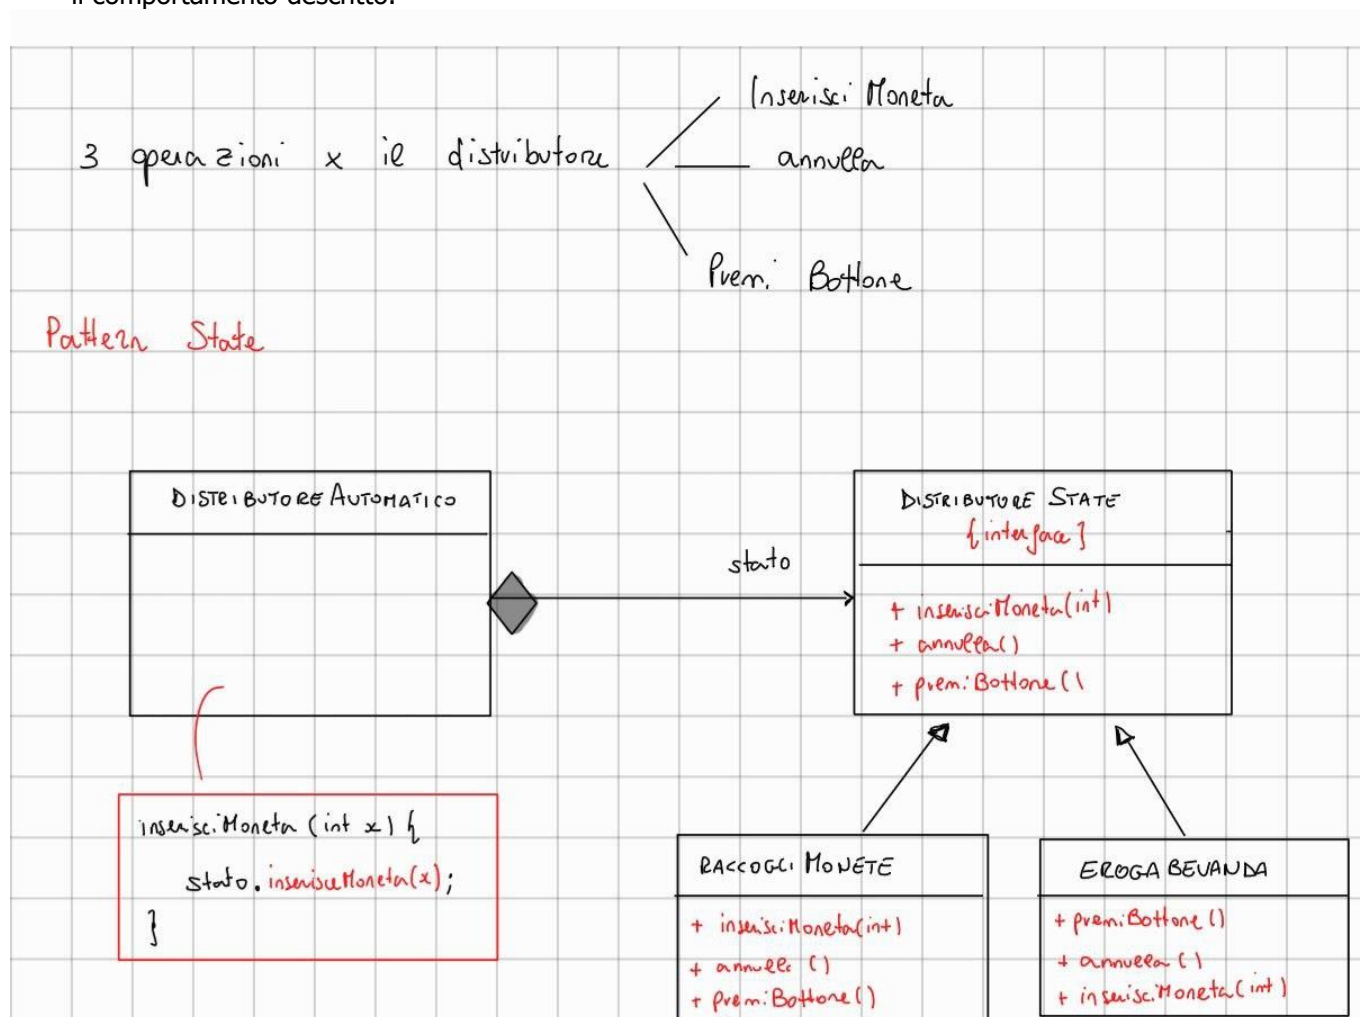 il comportamento descritto.
Inserisci Moneta
3 operazioni x il distributore
annulla
Premi Bottone
Pattern State
DISTRIBUTORE AUTOMATICO
DISTRIBUTORE STATE
{interface}
stato
+ inserisciMoneta(int)
+ annulla()
+ premiBottone()
inserisciMoneta (int x) {
stato.inserisciMoneta(x);
}
RACCOGLI MONETE
+ inserisciMoneta(int)
+ annulla ()
+ premiBottone()
EROGA BEVANDA
+ premiBottone()
+ annulla ()
+ inserisciMoneta(int)